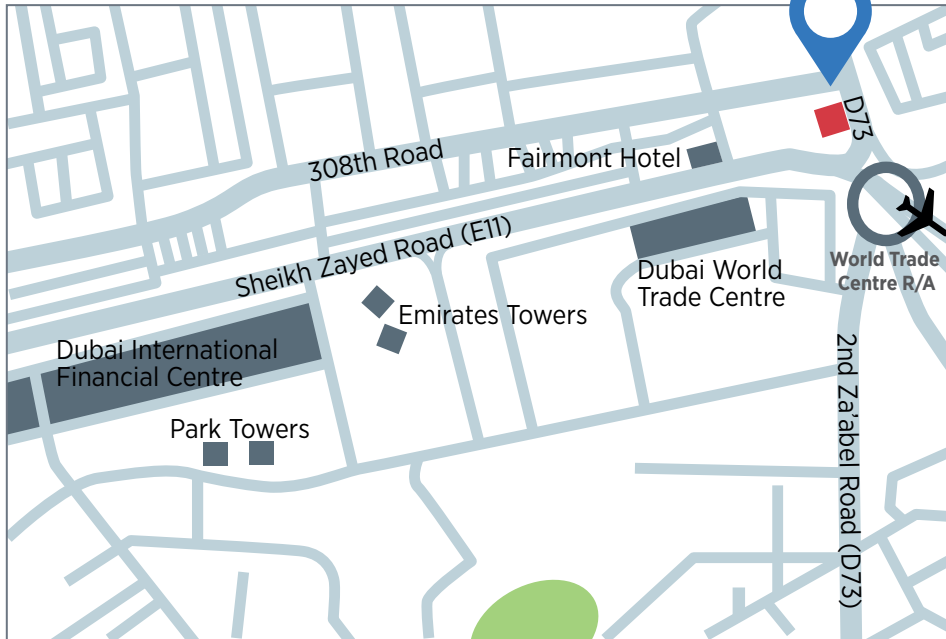 D73
308th Road
Fairmont Hotel
Sheikh Zayed Road (E11)
World Trade
Centre R/A
Dubai World
Trade Centre
Emirates Towers
Dubai International
Financial Centre
2nd Za'abel Road (D73)
Park Towers